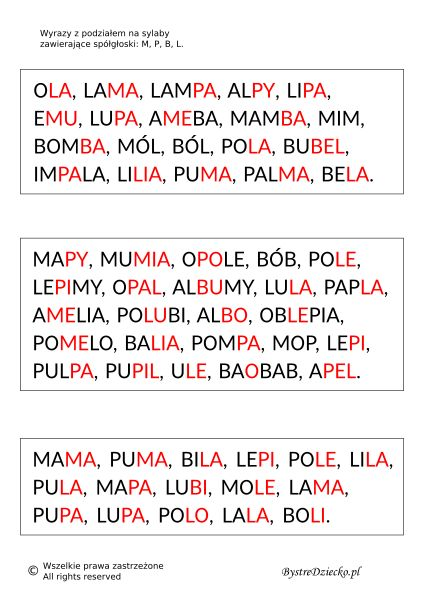 Wyrazy z podziałem na sylaby
zawierające spółgłoski: M, P, B, L.
OLA, LAMA, LAMPA, ALPY, LIPA,
EMU, LUPA, AMEBA, MAMBA, MIM,
BOMBA, MÓL, BÓL, POLA, BUBEL,
IMPALA, LILIA, PUMA, PALMA, BELA.
MAPY, MUMIA, OPOLE, BÓB, POLE,
LEPIMY, OPAL, ALBUMY, LULA, PAPLA,
AMELIA, POLUBI, ALBO, OBLEPIA,
POMELO, BALIA, POMPA, MOP, LEPI,
PULPA, PUPIL, ULE, BAOBAB, APEL.
MAMA, PUMA, BILA, LEPI, POLE, LILA,
PULA, MAPA, LUBI, MOLE, LAMA,
PUPA, LUPA, POLO, LALA, BOLI.
© Wszelkie prawa zastrzeżone
All rights reserved
BystreDziecko.pl